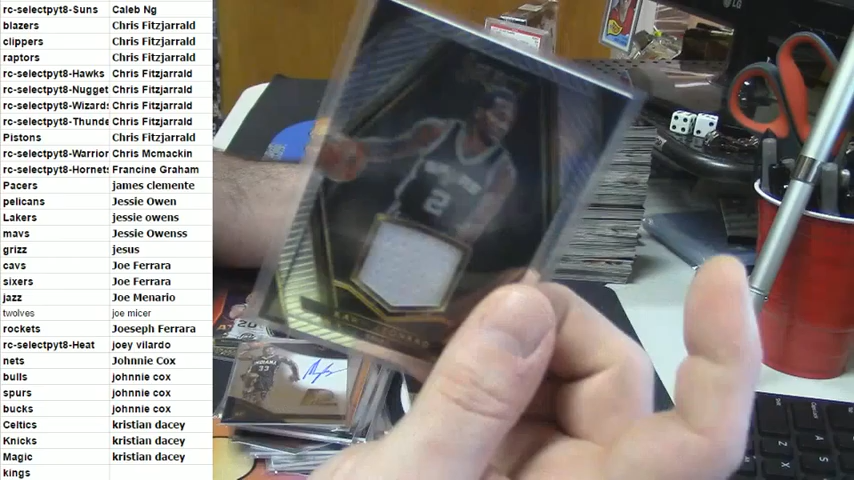 rc-selectpyt8-Suns Caleb Ng
blazers Chris Fitzjarrald
clippers Chris Fitzjarrald
raptors Chris Fitzjarrald
rc-selectpyt8-Hawks Chris Fitzjarrald
rc-selectpyt8-Nugget Chris Fitzjarrald
rc-selectpyt8-Wizards Chris Fitzjarrald
rc-selectpyt8-Thunde Chris Fitzjarrald
Pistons Chris Fitzjarrald
rc-selectpyt8-Warrior Chris Mcmackin
rc-selectpyt8-Hornets Francine Graham
Pacers james clemente
pelicans Jessie Owen
Lakers jessie owens
mavs Jessie Owenss
grizz jesus
cavs Joe Ferrara
sixers Joe Ferrara
jazz Joe Menario
twolves joe micer
rockets Joeseph Ferrara
rc-selectpyt8-Heat joey vilardo
nets Johnnie Cox
bulls johnnie cox
spurs johnnie cox
bucks johnnie cox
Celtics kristian dacey
Knicks kristian dacey
Magic kristian dacey
kings
LG
2
INDIANA
33